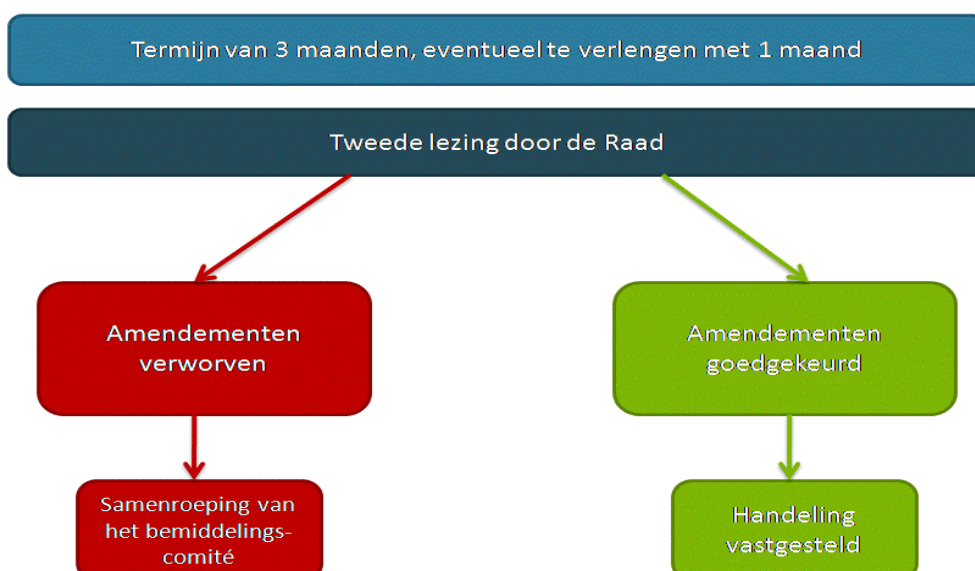 Termijn van 3 maanden, eventueel te verlengen met 1 maand
Tweede lezing door de Raad
Amendementen
verworven
Amendementen
goedgekeurd
Samenroeping van
het bemiddelings-
comité
Handeling
vastgesteld